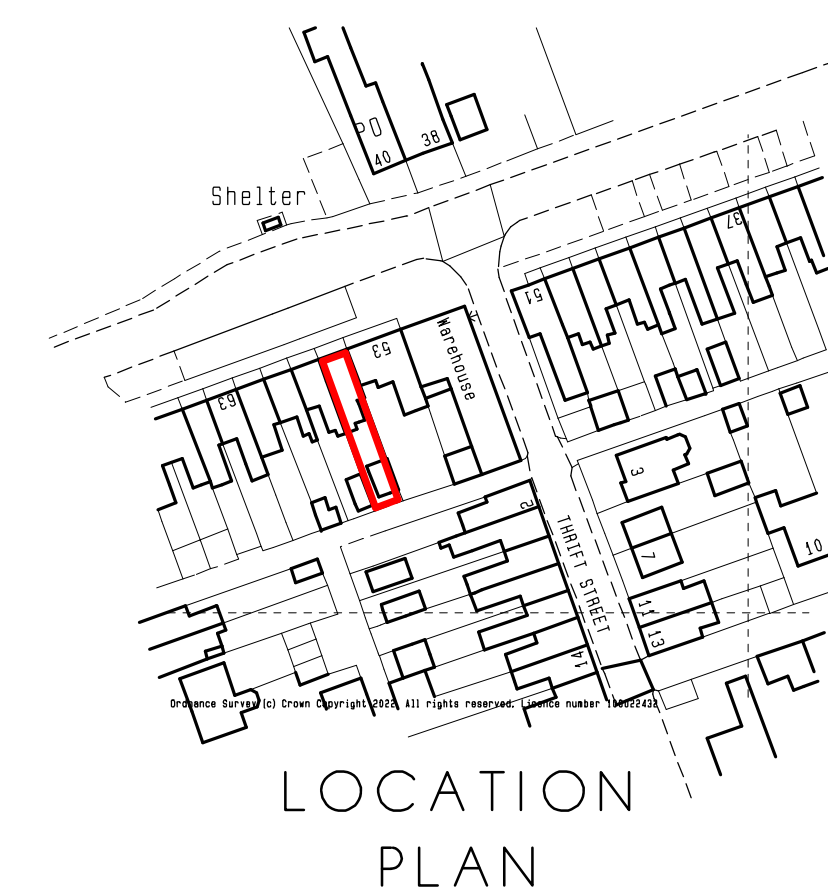 40
38
Shelter
37
51
53
Warehouse
63
3
2
THRIFT STREET
7
10
11
13
14
Ordnance Survey (c) Crown Copyright 2022. All rights reserved. Licence number 100022432
LOCATION
PLAN